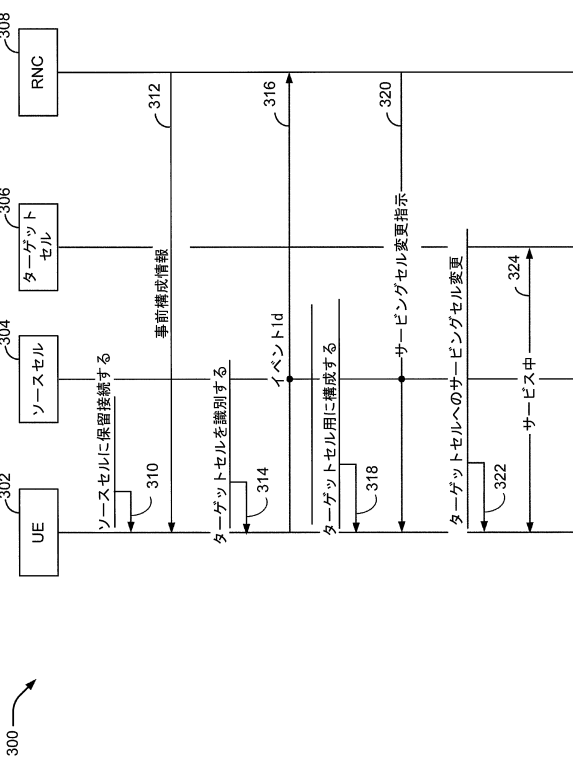 300
302
UE
304
ソースセル
306
ターゲット
セル
308
RNC
ソースセルに保留接続する
310
事前構成情報
312
ターゲットセルを識別する
314
イベント1d
316
ターゲットセル用に構成する
318
サービングセル変更指示
320
ターゲットセルへのサービングセル変更
322
サービス中
324